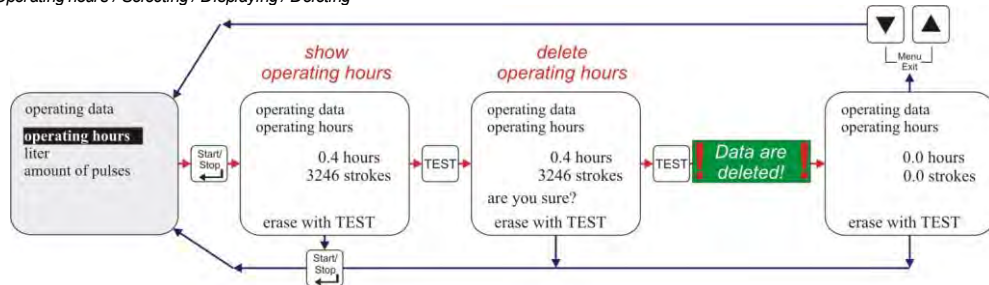 Operating hours / Selecting / Displaying / Deleting
Menu
Exit
show
operating hours
delete
operating hours
operating data
operating hours
liter
amount of pulses
Start/
Stop
operating data
operating hours
0.4 hours
3246 strokes
erase with TEST
TEST
operating data
operating hours
0.4 hours
3246 strokes
are you sure?
erase with TEST
TEST
! Data are !
deleted!
operating data
operating hours
0.0 hours
0.0 strokes
erase with TEST
Start/
Stop